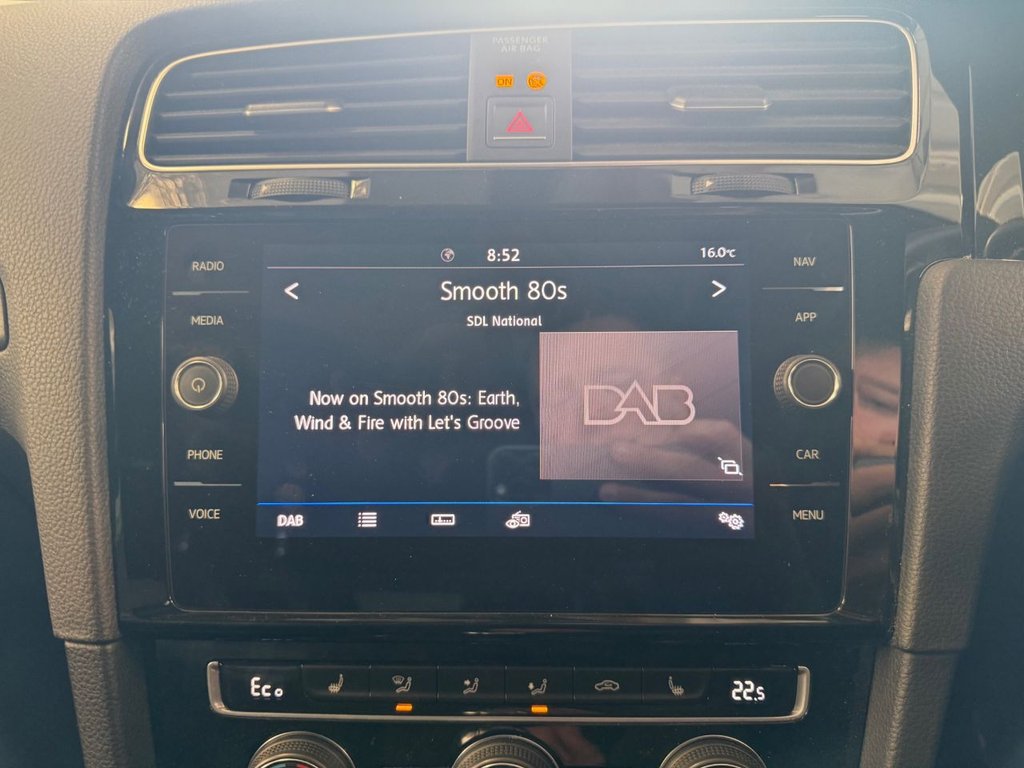 PASSENGER
AIR BAG
ON
8:52
16.0°C
RADIO
NAV
Smooth 80s
MEDIA
APP
SDL National
DAB
Now on Smooth 80s: Earth,
Wind & Fire with Let's Groove
PHONE
CAR
VOICE
MENU
DAB
Eco
22.5